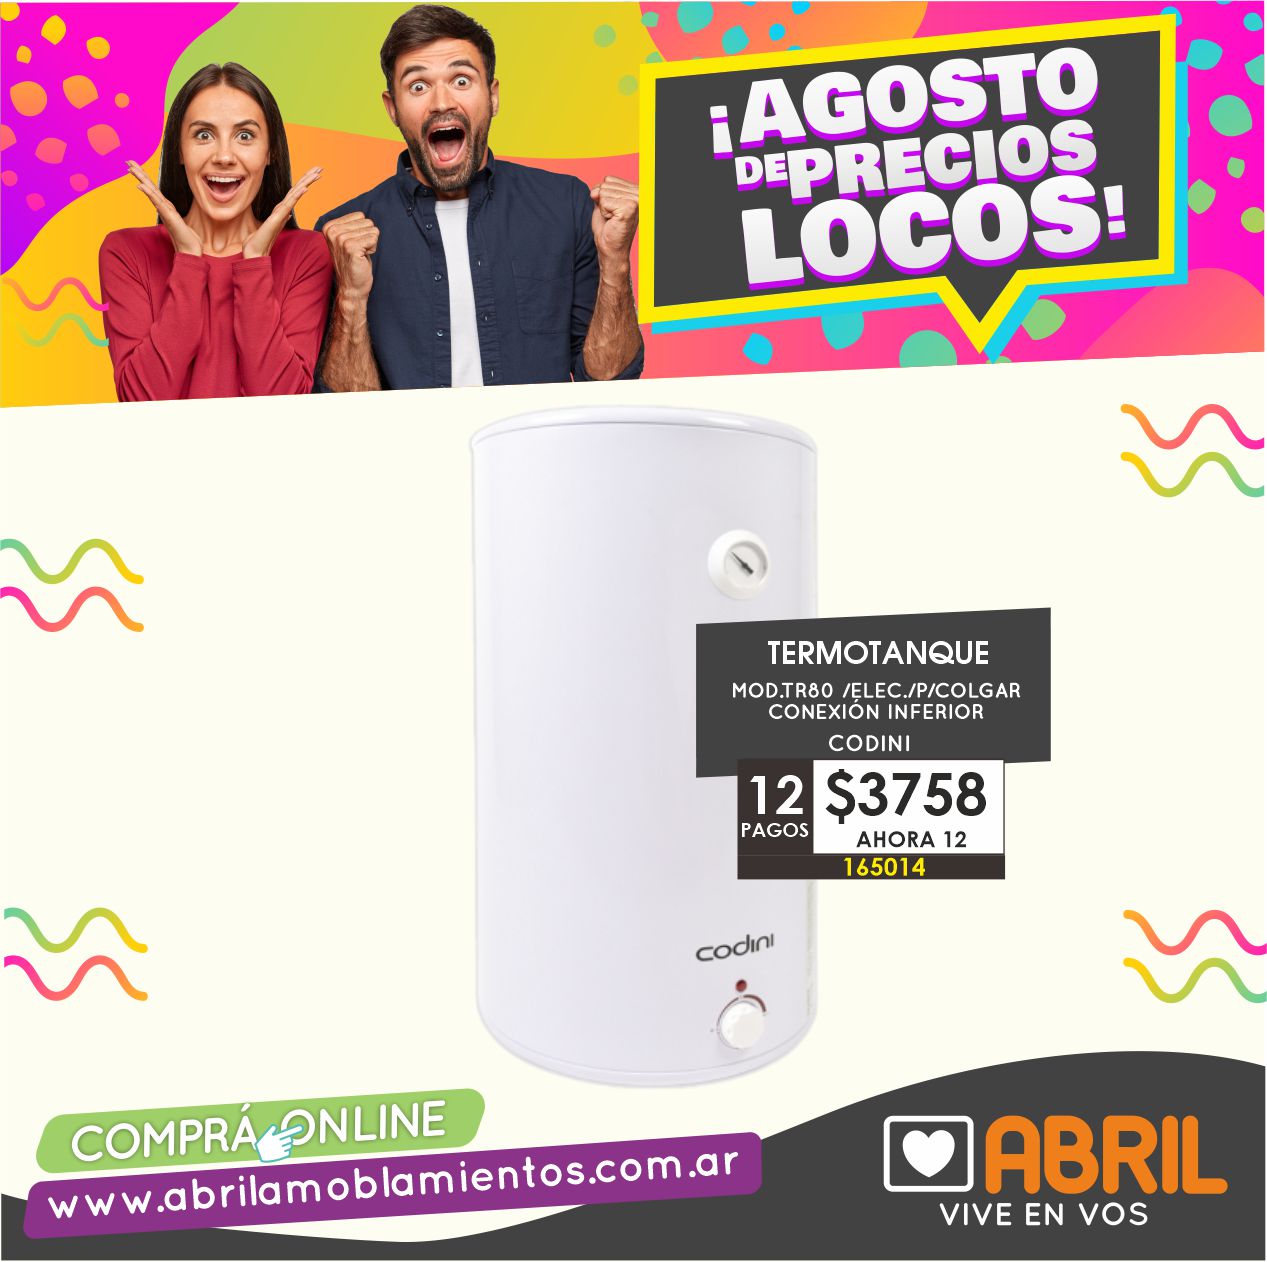 ¡AGOSTO
DE PRECIOS
LOCOS!
TERMOTANQUE
MOD.TR80 /ELEC./P/COLGAR
CONEXIÓN INFERIOR
CODINI
12
PAGOS
$3758
AHORA 12
165014
codini
COMPRÁ ONLINE
www.abrilamoblamientos.com.ar
ABRIL
VIVE EN VOS